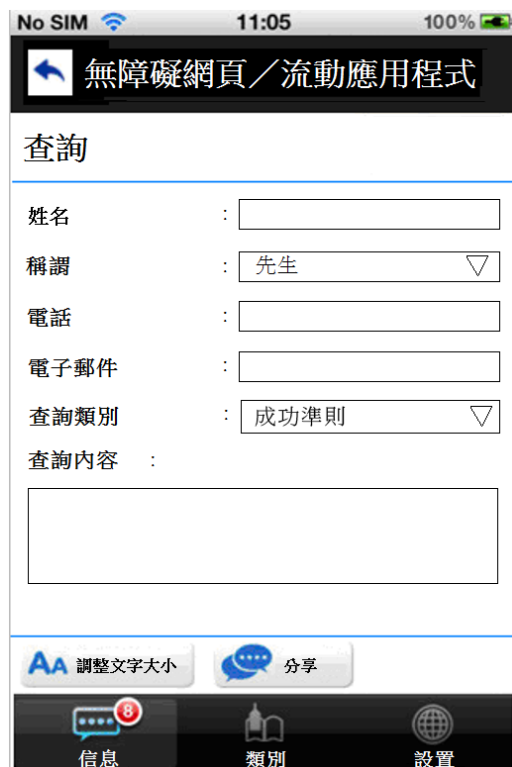 No SIM 11:05 100%
無障礙網頁／流動應用程式
查詢
姓名 :
稱謂 : 先生
電話 :
電子郵件 :
查詢類別 : 成功準則
查詢內容 :
AA 調整文字大小 分享
8
信息 類別 設置